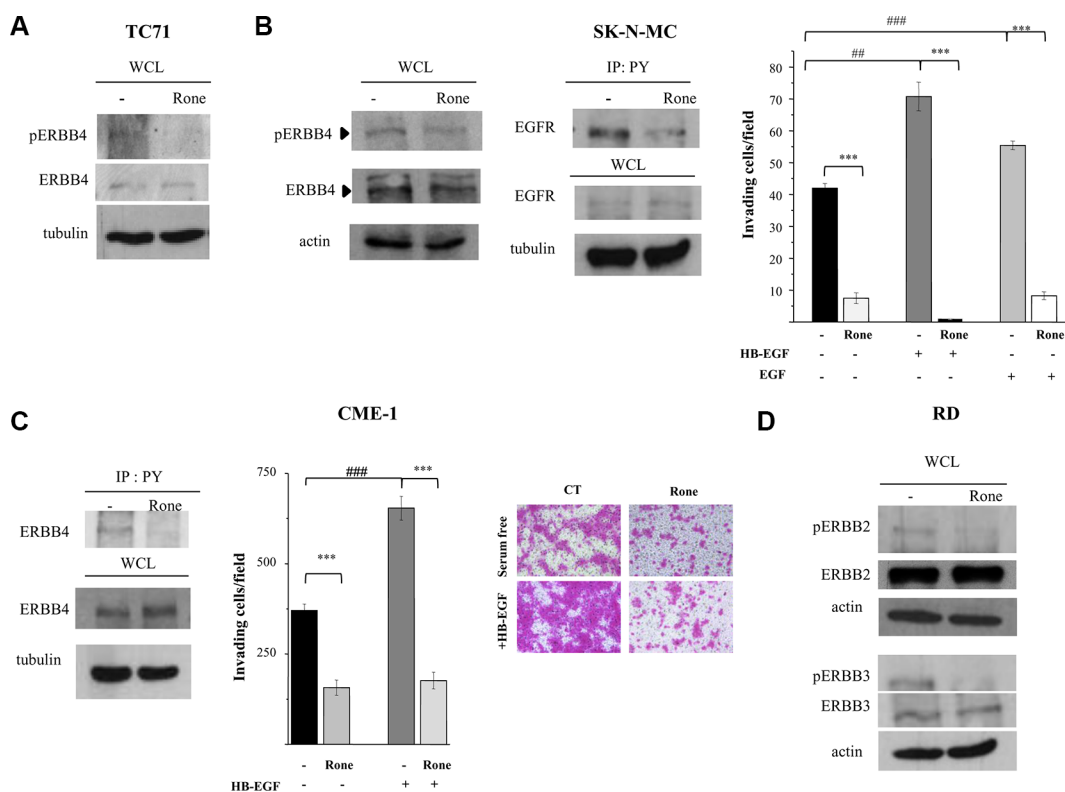 A
TC71
WCL
- Rone
pERBB4
ERBB4
tubulin
B
SK-N-MC
WCL
- Rone
pERBB4
ERBB4
actin
IP: PY
- Rone
EGFR
WCL
EGFR
tubulin
###
## *** ***
***
Invading cells/field
80
70
60
50
40
30
20
10
- Rone - Rone - Rone
HB-EGF - - + + - -
EGF - - - - + +
C
CME-1
IP : PY
- Rone
ERBB4
WCL
ERBB4
tubulin
### ***
***
Invading cells/field
750
500
250
- Rone - Rone
HB-EGF - - + +
CT Rone
Serum free
+HB-EGF
D
RD
WCL
- Rone
pERBB2
ERBB2
actin
pERBB3
ERBB3
actin